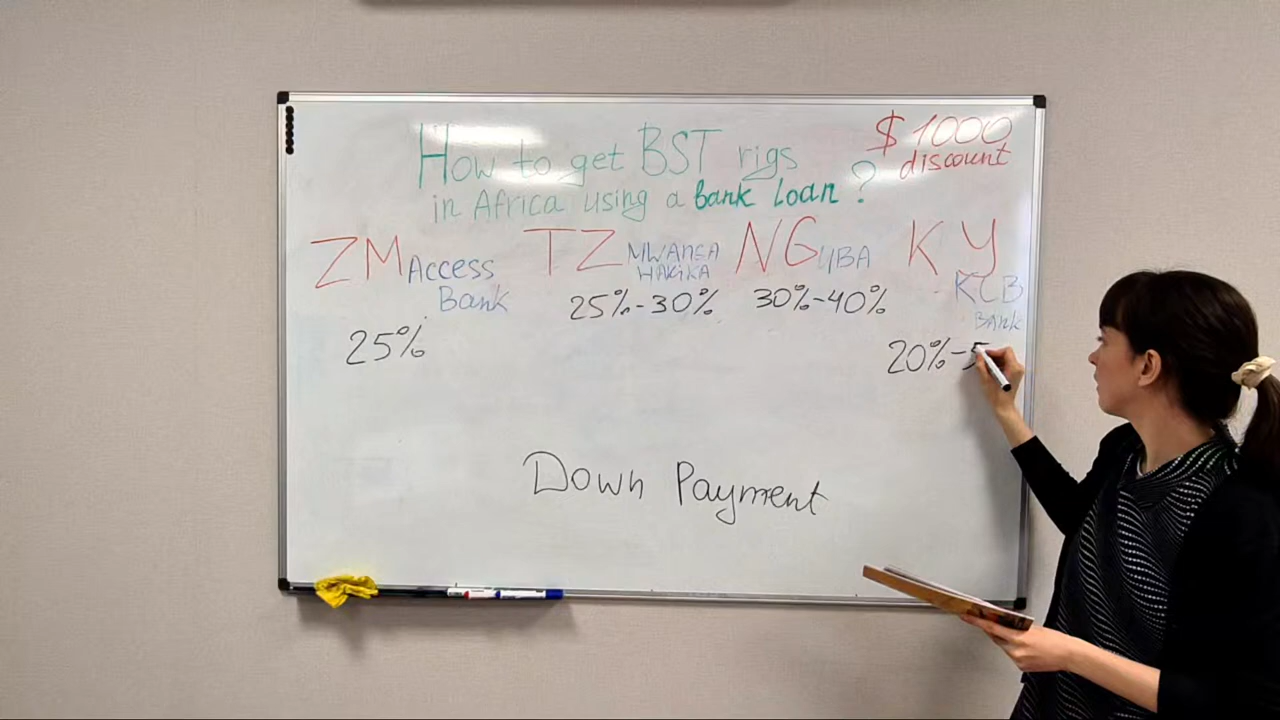 How to get BST rigs
in Africa using a bank loan?
$1000
discount
ZM Access
Bank
25%
TZ MWANGA
HAKIKA
25%-30%
NG UBA
30%-40%
KY
KCB
BANK
20%-5
Down Payment